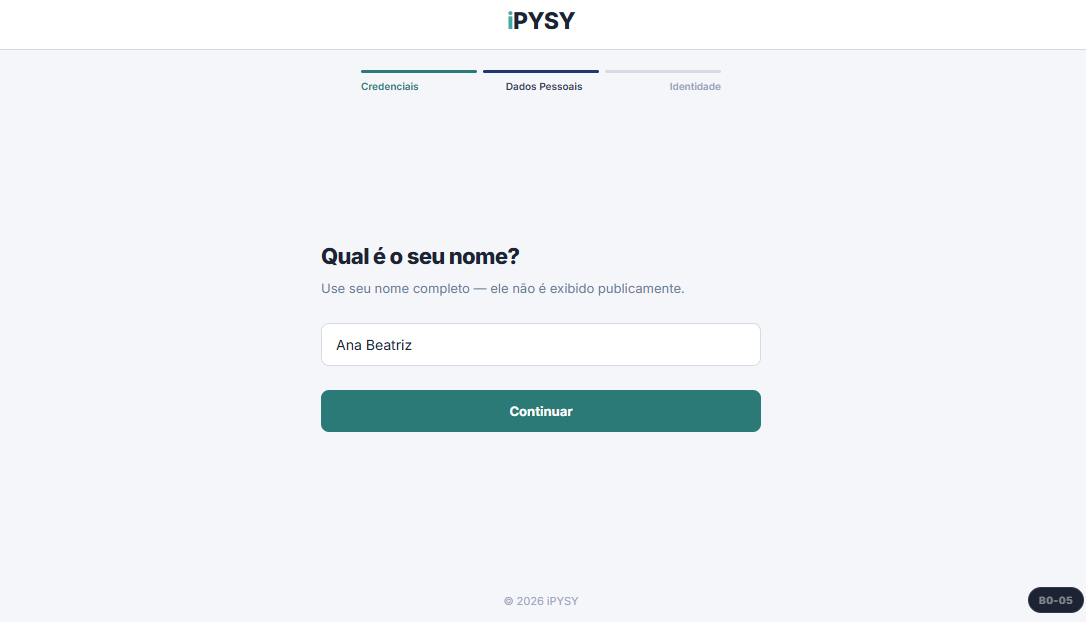 iPYSY
Credenciais
Dados Pessoais
Identidade
Qual é o seu nome?
Use seu nome completo — ele não é exibido publicamente.
Ana Beatriz
Continuar
© 2026 iPYSY
B0-05